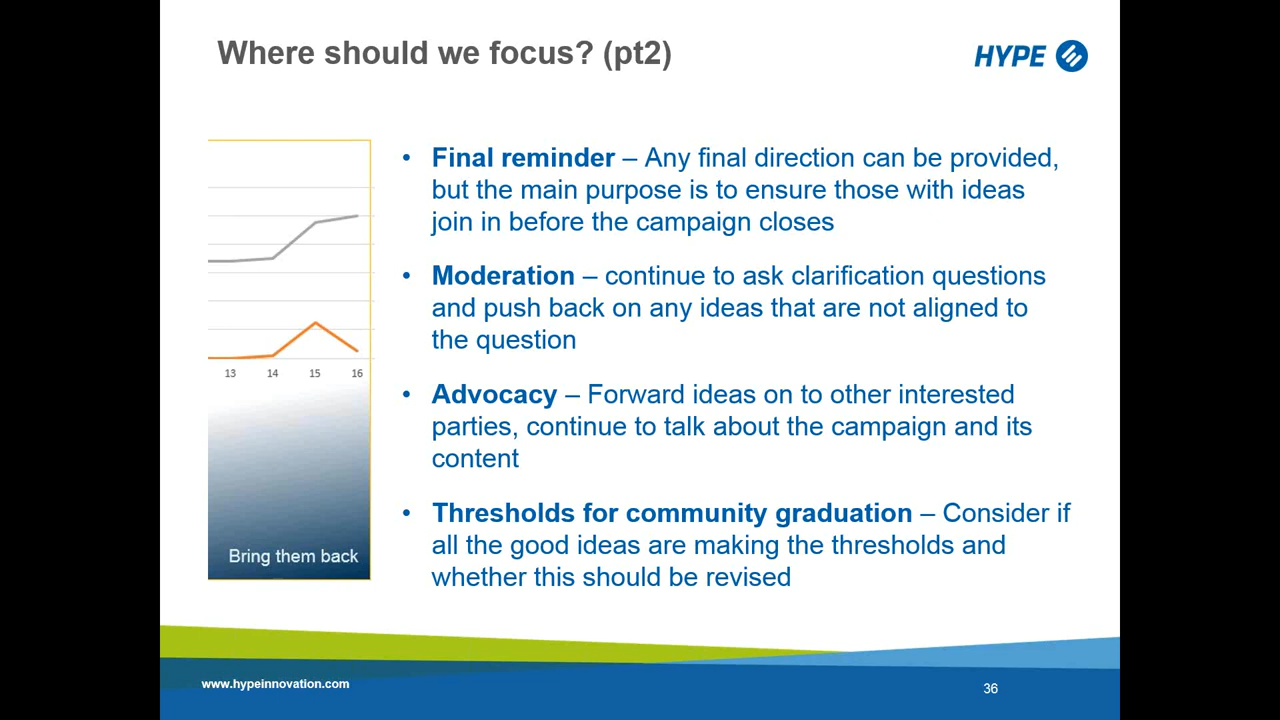 Where should we focus? (pt2)
HYPE
• Final reminder – Any final direction can be provided,
but the main purpose is to ensure those with ideas
join in before the campaign closes
• Moderation – continue to ask clarification questions
and push back on any ideas that are not aligned to
the question
13 14 15 16
• Advocacy – Forward ideas on to other interested
parties, continue to talk about the campaign and its
content
• Thresholds for community graduation – Consider if
all the good ideas are making the thresholds and
whether this should be revised
Bring them back
www.hypeinnovation.com
36